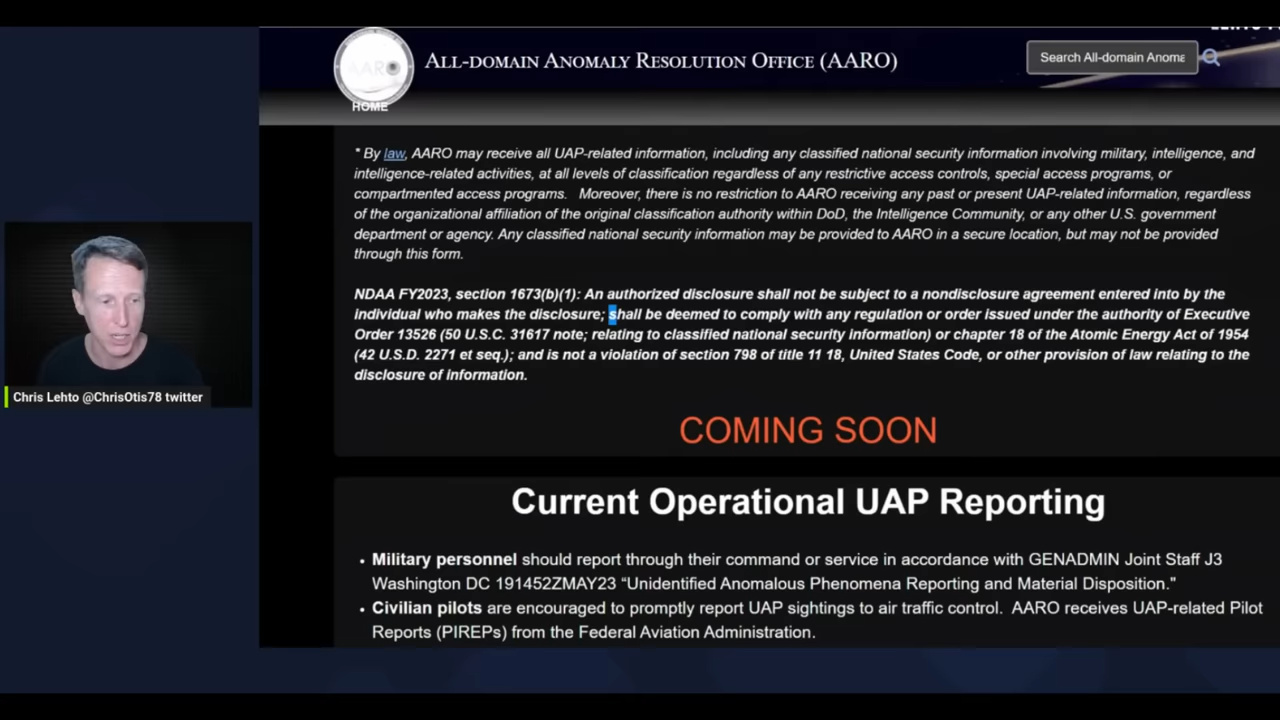 ALL-DOMAIN ANOMALY RESOLUTION OFFICE (AARO)
Search All-domain Anoma
AARO
HOME
* By law, AARO may receive all UAP-related information, including any classified national security information involving military, intelligence, and
intelligence-related activities, at all levels of classification regardless of any restrictive access controls, special access programs, or
compartmented access programs. Moreover, there is no restriction to AARO receiving any past or present UAP-related information, regardless
of the organizational affiliation of the original classification authority within DoD, the Intelligence Community, or any other U.S. government
department or agency. Any classified national security information may be provided to AARO in a secure location, but may not be provided
through this form.
NDAA FY2023, section 1673(b)(1): An authorized disclosure shall not be subject to a nondisclosure agreement entered into by the
individual who makes the disclosure; shall be deemed to comply with any regulation or order issued under the authority of Executive
Order 13526 (50 U.S.C. 31617 note; relating to classified national security information) or chapter 18 of the Atomic Energy Act of 1954
(42 U.S.D. 2271 et seq.); and is not a violation of section 798 of title 11 18, United States Code, or other provision of law relating to the
disclosure of information.
Chris Lehto @ChrisOtis78 twitter
COMING SOON
Current Operational UAP Reporting
• Military personnel should report through their command or service in accordance with GENADMIN Joint Staff J3
Washington DC 191452ZMAY23 “Unidentified Anomalous Phenomena Reporting and Material Disposition."
• Civilian pilots are encouraged to promptly report UAP sightings to air traffic control. AARO receives UAP-related Pilot
Reports (PIREPs) from the Federal Aviation Administration.